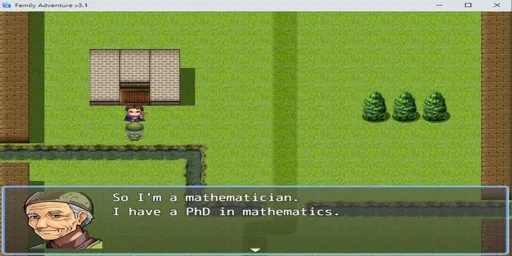 Family Adventure v3.1
So I'm a mathematician.
I have a PhD in mathematics.